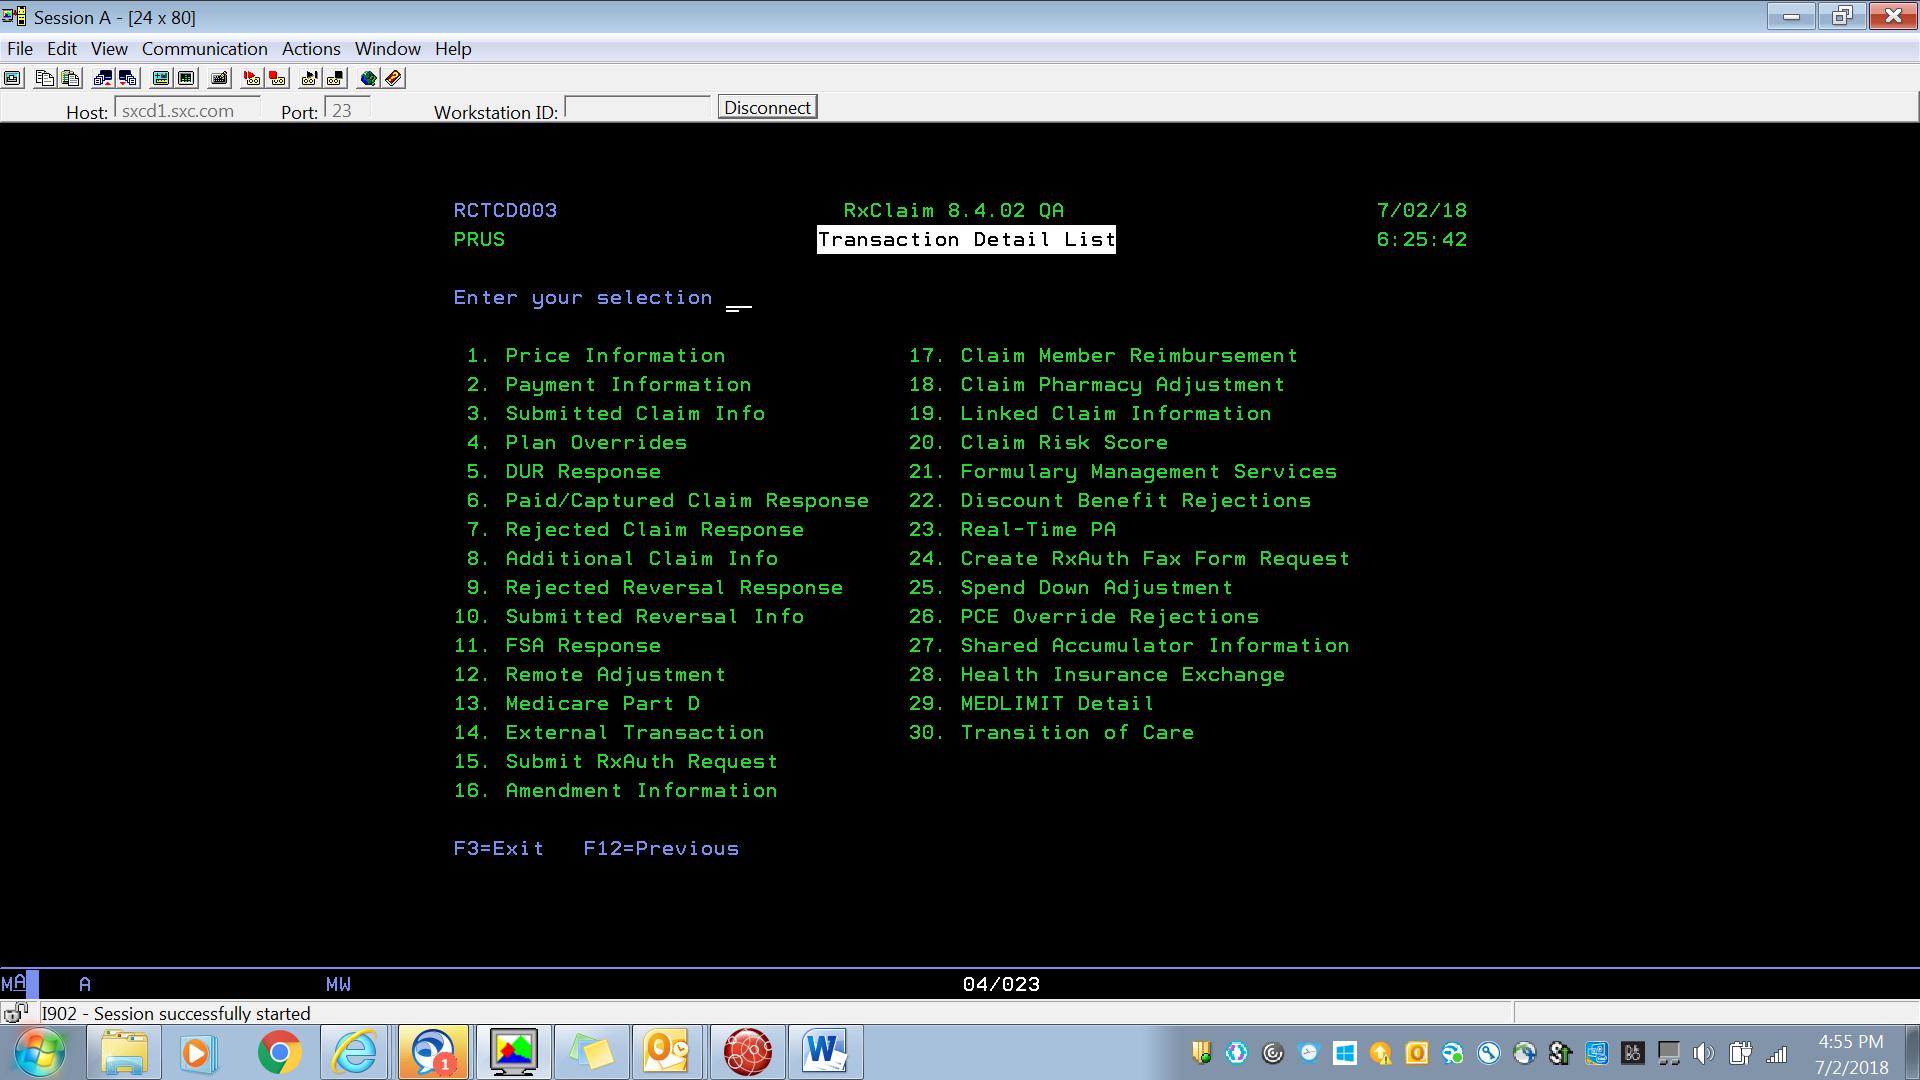 Session A - [24 x 80]
File Edit View Communication Actions Window Help
Host: sxcd1.sxc.com Port: 23 Workstation ID: Disconnect
RCTCD003 RxClaim 8.4.02 QA 7/02/18
PRUS Transaction Detail List 6:25:42
Enter your selection __
1. Price Information 17. Claim Member Reimbursement
2. Payment Information 18. Claim Pharmacy Adjustment
3. Submitted Claim Info 19. Linked Claim Information
4. Plan Overrides 20. Claim Risk Score
5. DUR Response 21. Formulary Management Services
6. Paid/Captured Claim Response 22. Discount Benefit Rejections
7. Rejected Claim Response 23. Real-Time PA
8. Additional Claim Info 24. Create RxAuth Fax Form Request
9. Rejected Reversal Response 25. Spend Down Adjustment
10. Submitted Reversal Info 26. PCE Override Rejections
11. FSA Response 27. Shared Accumulator Information
12. Remote Adjustment 28. Health Insurance Exchange
13. Medicare Part D 29. MEDLIMIT Detail
14. External Transaction 30. Transition of Care
15. Submit RxAuth Request
16. Amendment Information
F3=Exit F12=Previous
MA A MW 04/023
I902 - Session successfully started
1
4:55 PM
7/2/2018